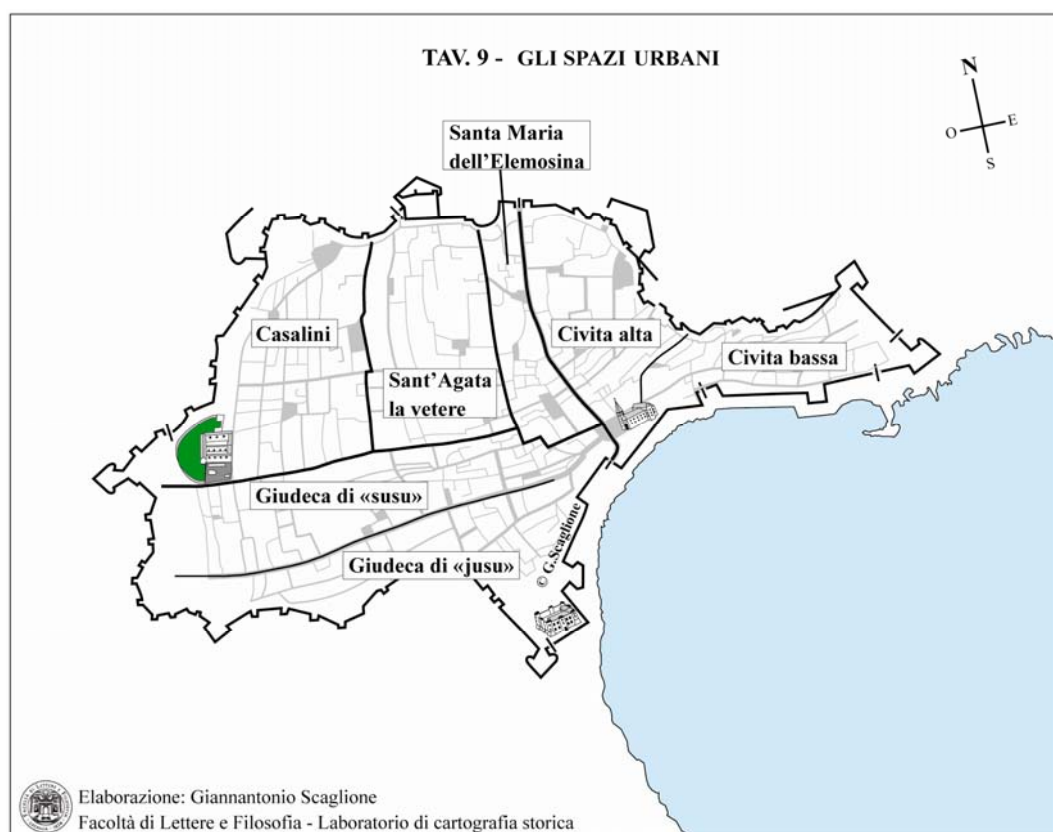 TAV. 9 - GLI SPAZI URBANI
N
O
E
S
Santa Maria
dell'Elemosina
Casalini
Civita alta
Civita bassa
Sant'Agata
la vetere
Giudeca di «susu»
Giudeca di «jusu»
© G.Scaglione
Elaborazione: Giannantonio Scaglione
Facoltà di Lettere e Filosofia - Laboratorio di cartografia storica